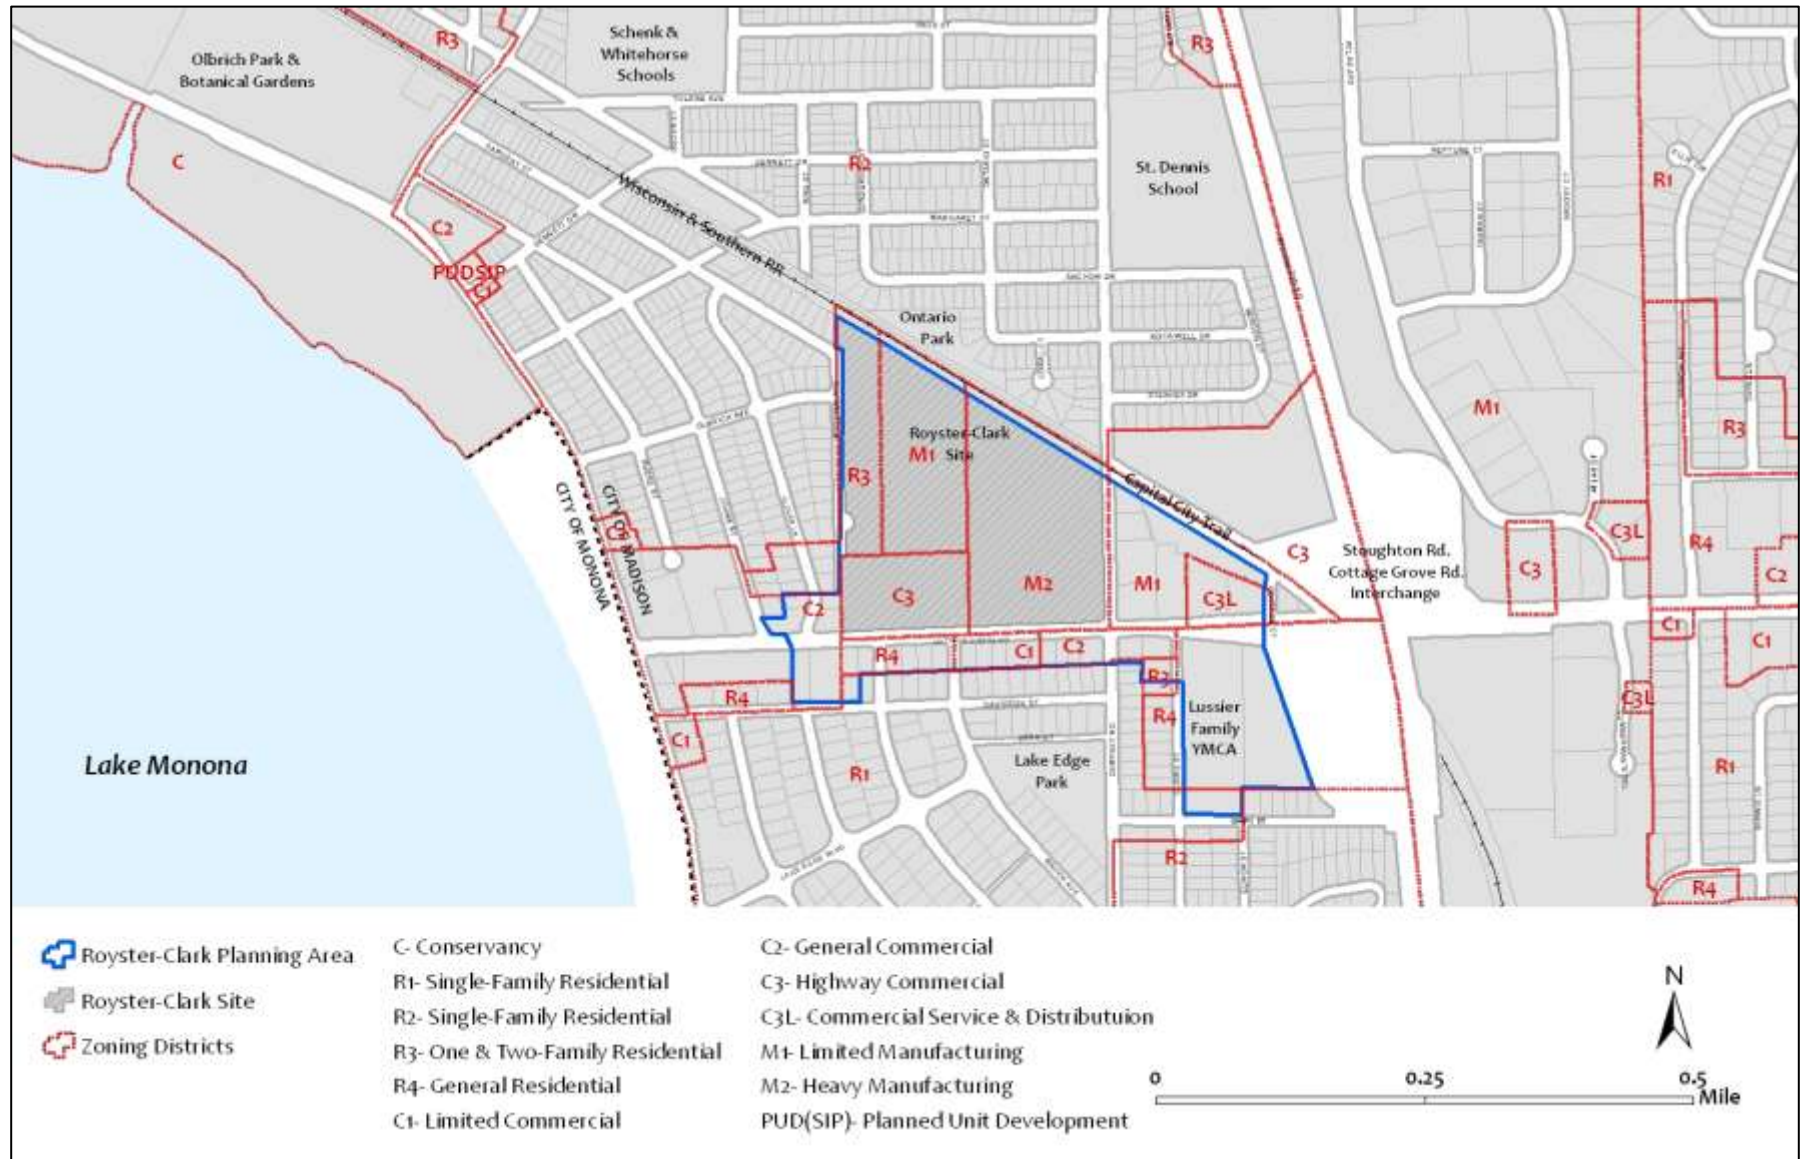 R3
Schenk &
Whitehorse
Schools
Olbrich Park &
Botanical Gardens
R3
C
R2
St. Dennis
School
R1
Wisconsin & Southern RR
C2
PUDSIP
C1
Ontario
Park
Royster-Clark
M1 Site
R3
M1
R3
Capital City Trail
CITY OF MADISON
CITY OF MONONA
C3
Stoughton Rd.
Cottage Grove Rd.
Interchange
C3
C3L
R4
C2
C2
C3
M2
M1
C3L
R4
C1
C2
C1
C1
R4
R3
R4
Lussier
Family
YMCA
C3L
C1
Lake Edge
Park
Lake Monona
R1
R1
R2
R4
Royster-Clark Planning Area
Royster-Clark Site
Zoning Districts
C- Conservancy
R1- Single-Family Residential
R2- Single-Family Residential
R3- One & Two-Family Residential
R4- General Residential
C1- Limited Commercial
C2- General Commercial
C3- Highway Commercial
C3L- Commercial Service & Distributuion
M1- Limited Manufacturing
M2- Heavy Manufacturing
PUD(SIP)- Planned Unit Development
N
0 0.25 0.5
Mile